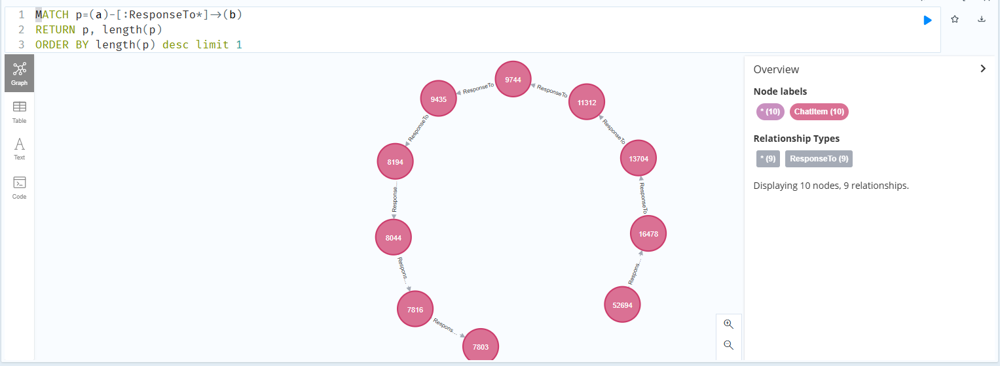 1 MATCH p=(a)-[:ResponseTo*]->(b)
2 RETURN p, length(p)
3 ORDER BY length(p) desc limit 1
Graph
Table
Text
Code
9744
ResponseTo
ResponseTo
9435
11312
ResponseTo
ResponseTo
8194
13704
Response...
ResponseTo
8044
16478
Respons...
Respons...
7816
52694
Respons...
7803
Overview
Node labels
* (10) ChatItem (10)
Relationship Types
* (9) ResponseTo (9)
Displaying 10 nodes, 9 relationships.